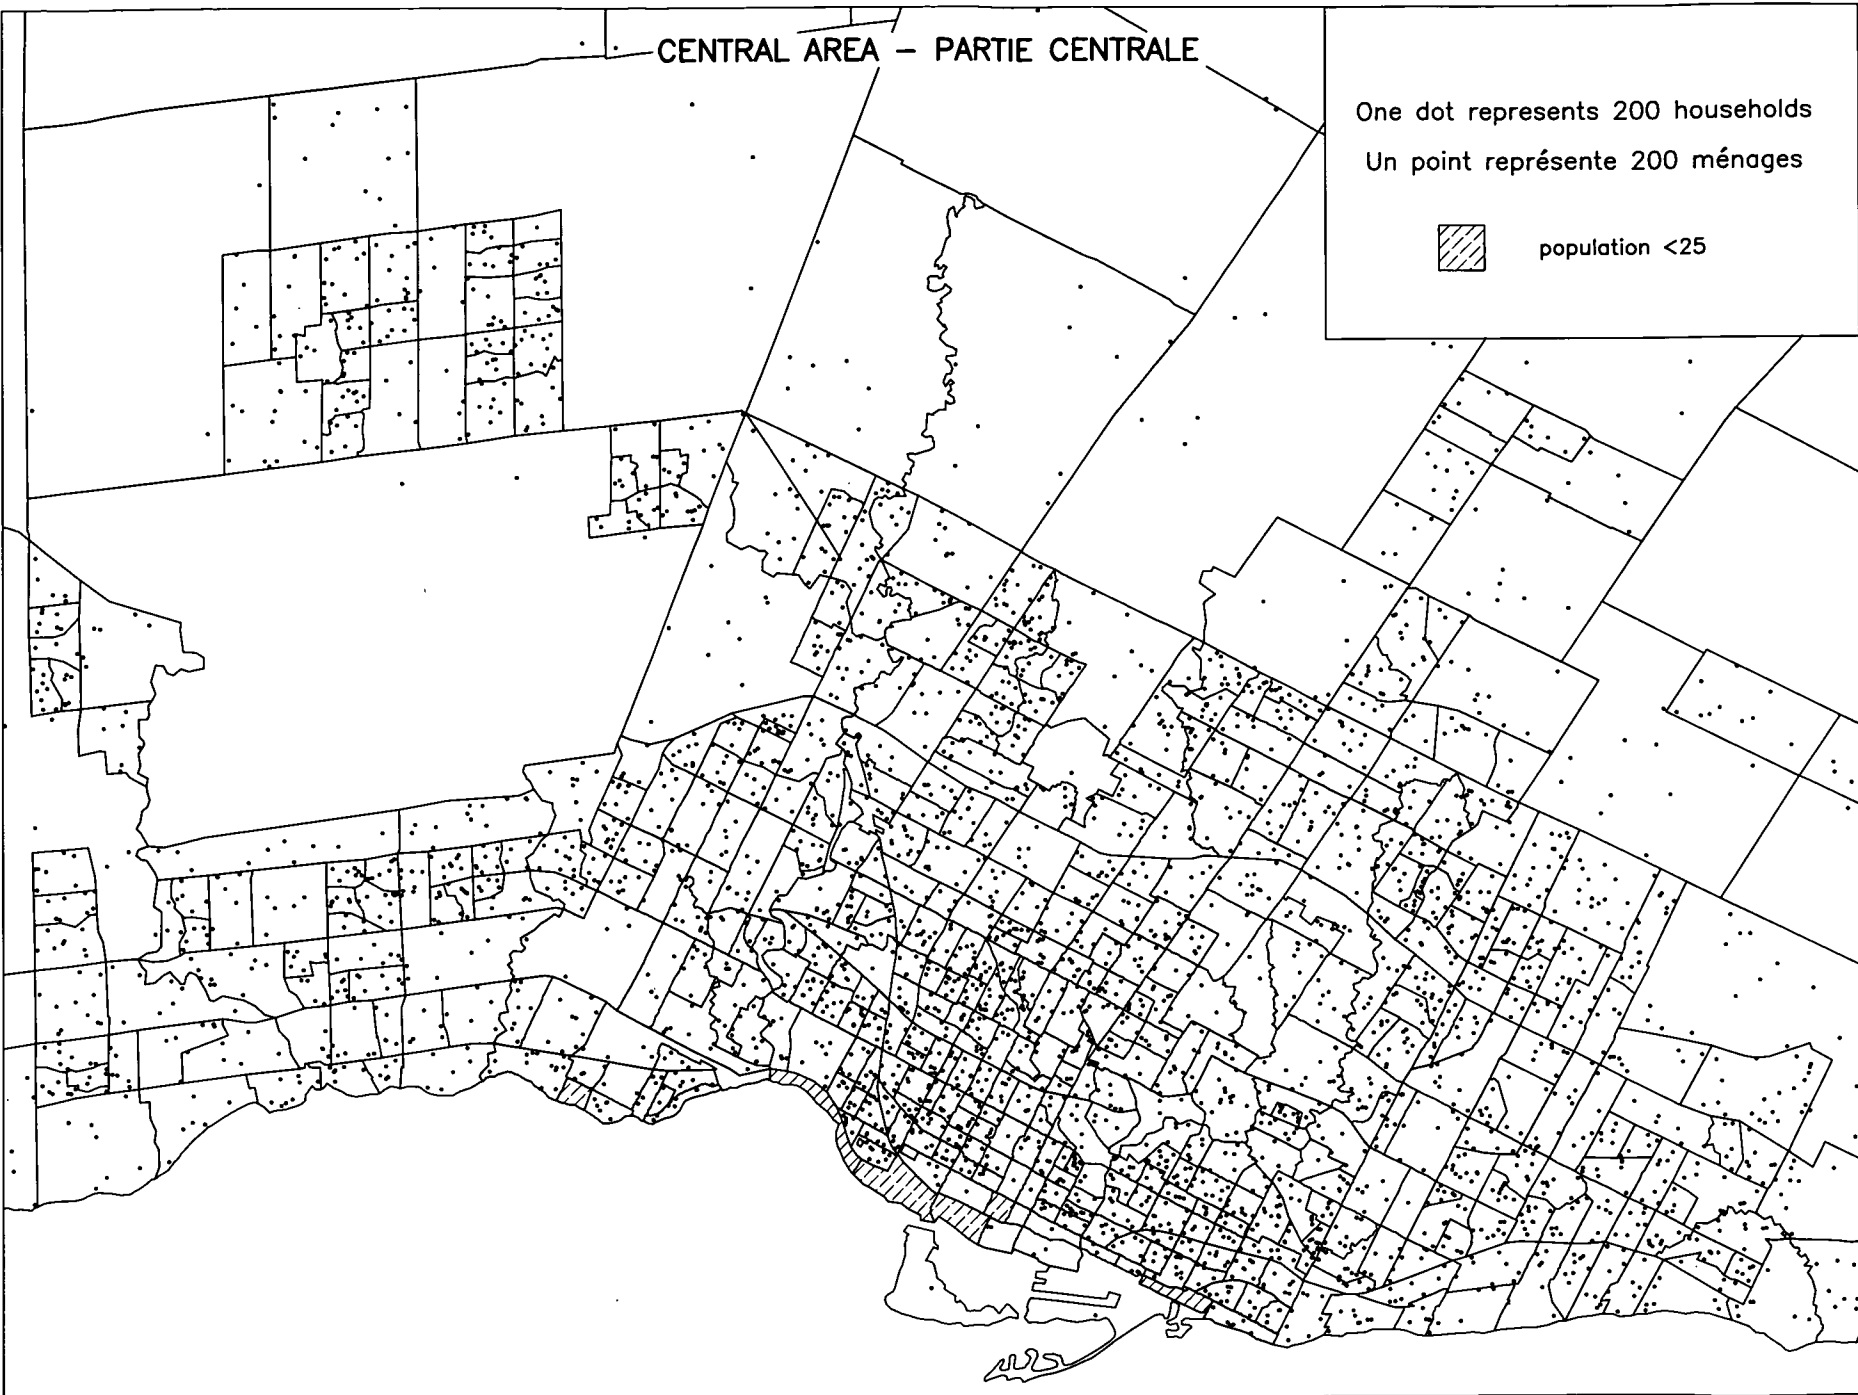 CENTRAL AREA – PARTIE CENTRALE
One dot represents 200 households
Un point représente 200 ménages
population <25